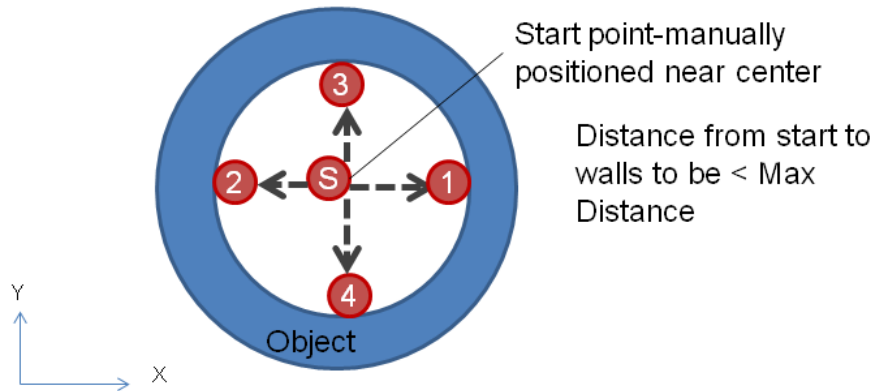 Start point-manually
positioned near center
Distance from start to
walls to be < Max
Distance
3
2
S
1
4
Object
Y
X